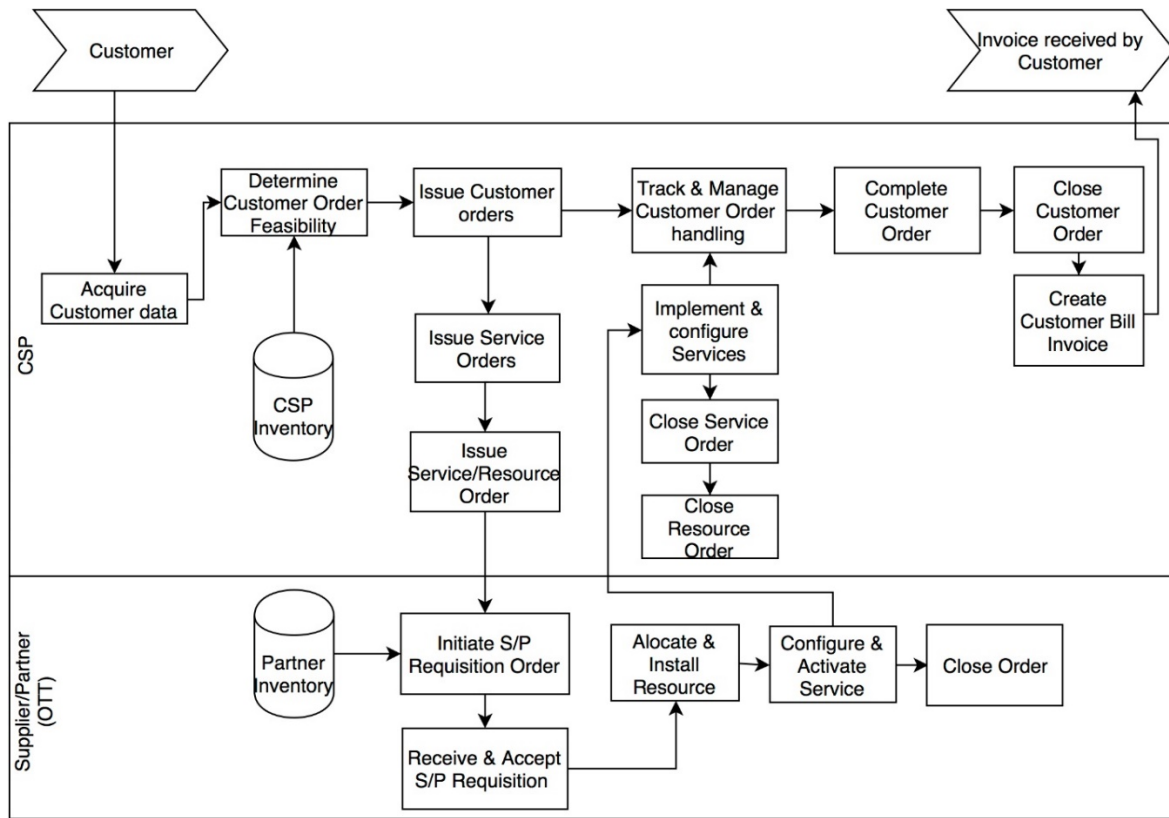 Customer
Invoice received by
Customer
CSP
Determine
Customer Order
Feasibility
Issue Customer
orders
Track & Manage
Customer Order
handling
Complete
Customer
Order
Close
Customer
Order
Acquire
Customer data
Implement &
configure
Services
Create
Customer Bill
Invoice
Issue Service
Orders
CSP
Inventory
Close Service
Order
Issue
Service/Resource
Order
Close
Resource
Order
Supplier/Partner
(OTT)
Partner
Inventory
Initiate S/P
Requisition Order
Alocate &
Install
Resource
Configure &
Activate
Service
Close Order
Receive & Accept
S/P Requisition